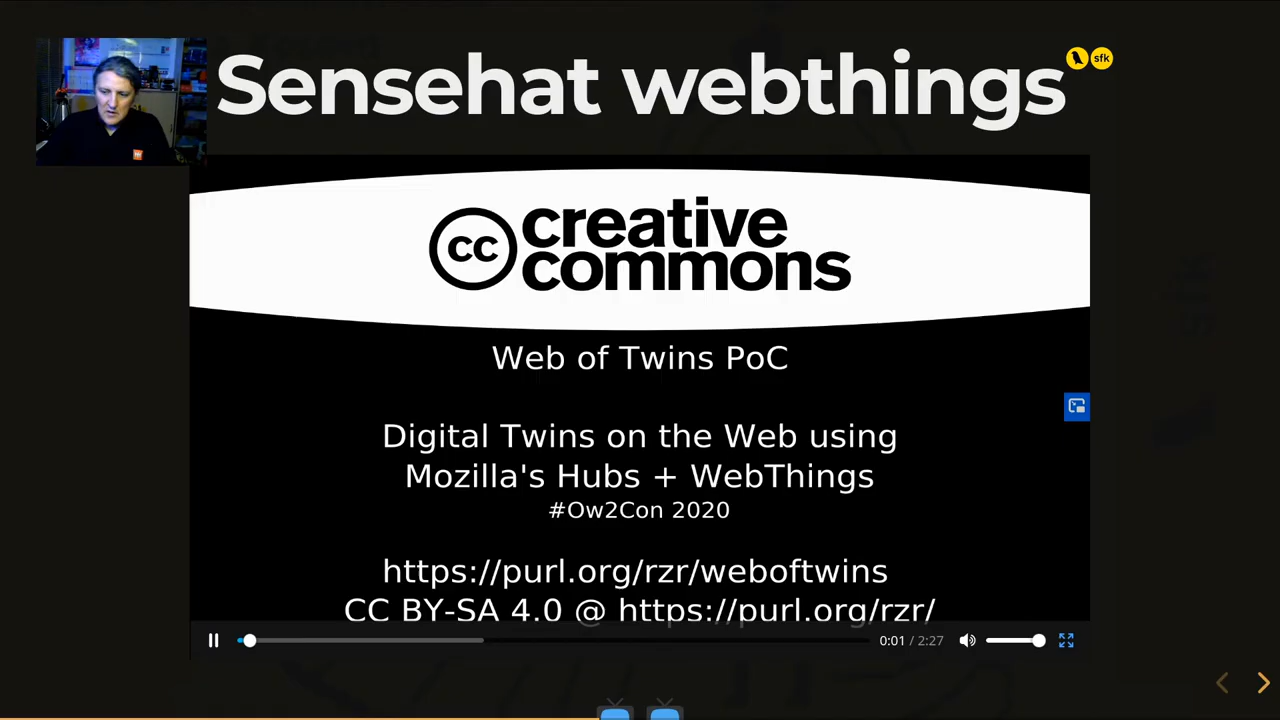 Sensehat webthings
sfk
cc creative
commons
Web of Twins PoC
Digital Twins on the Web using
Mozilla's Hubs + WebThings
#Ow2Con 2020
https://purl.org/rzr/weboftwins
CC BY-SA 4.0 @ https://purl.org/rzr/
0:01 / 2:27